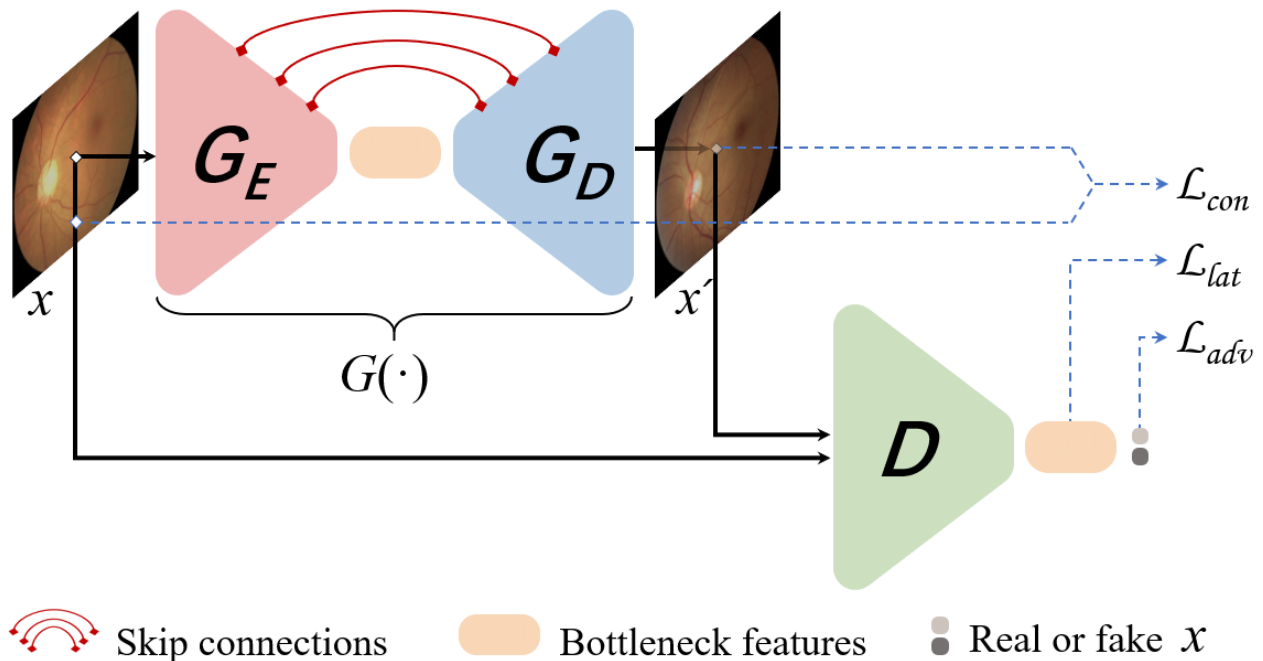 G_E
G_D
x
x´
G(·)
ℒ_con
ℒ_lat
ℒ_adv
D
Skip connections
Bottleneck features
Real or fake x